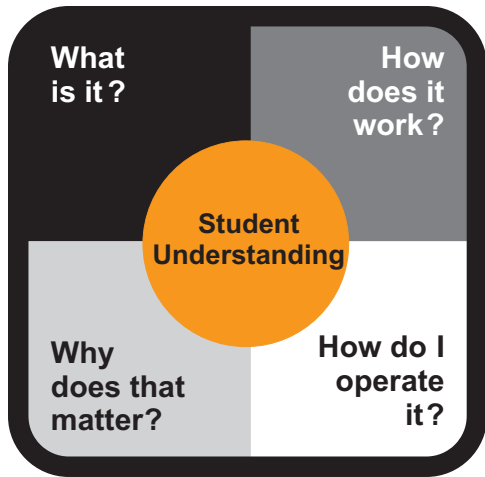 What
is it ?
How
does it
work ?
Student
Understanding
Why
does that
matter?
How do I
operate
it ?